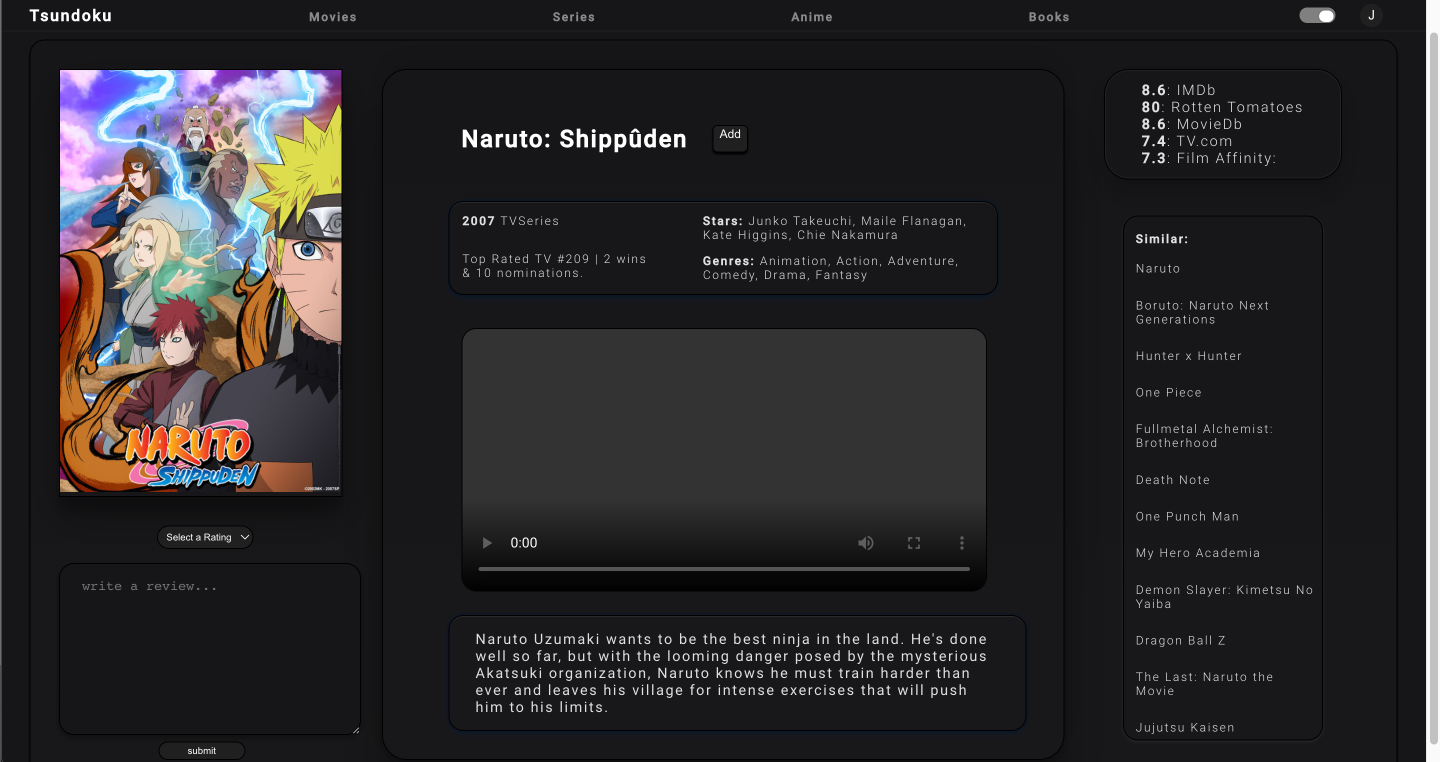 Tsundoku
Movies
Series
Anime
Books
J
NARUTO
SHIPPUDEN
Select a Rating
write a review...
submit
Naruto: Shippûden
Add
2007 TVSeries
Top Rated TV #209 | 2 wins
& 10 nominations.
Stars: Junko Takeuchi, Maile Flanagan,
Kate Higgins, Chie Nakamura
Genres: Animation, Action, Adventure,
Comedy, Drama, Fantasy
0:00
Naruto Uzumaki wants to be the best ninja in the land. He's done
well so far, but with the looming danger posed by the mysterious
Akatsuki organization, Naruto knows he must train harder than
ever and leaves his village for intense exercises that will push
him to his limits.
8.6: IMDb
80: Rotten Tomatoes
8.6: MovieDb
7.4: TV.com
7.3: Film Affinity:
Similar:
Naruto
Boruto: Naruto Next
Generations
Hunter x Hunter
One Piece
Fullmetal Alchemist:
Brotherhood
Death Note
One Punch Man
My Hero Academia
Demon Slayer: Kimetsu No
Yaiba
Dragon Ball Z
The Last: Naruto the
Movie
Jujutsu Kaisen